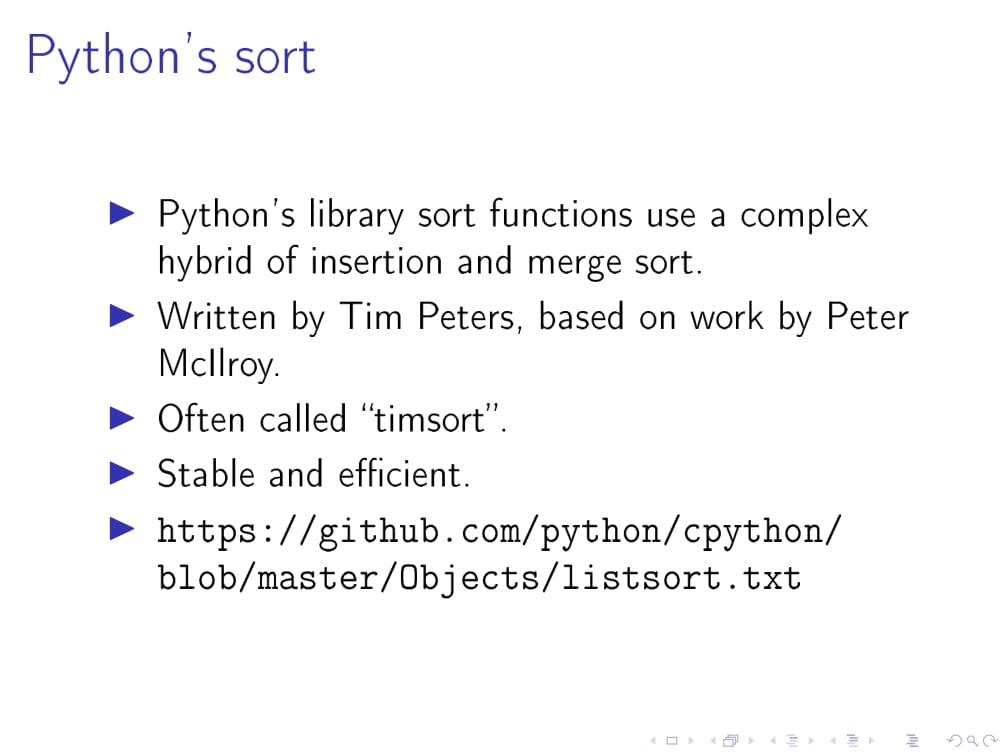 Python's sort
▶ Python's library sort functions use a complex
hybrid of insertion and merge sort.
▶ Written by Tim Peters, based on work by Peter
McIlroy.
▶ Often called “timsort”.
▶ Stable and efficient.
▶ https://github.com/python/cpython/
blob/master/Objects/listsort.txt